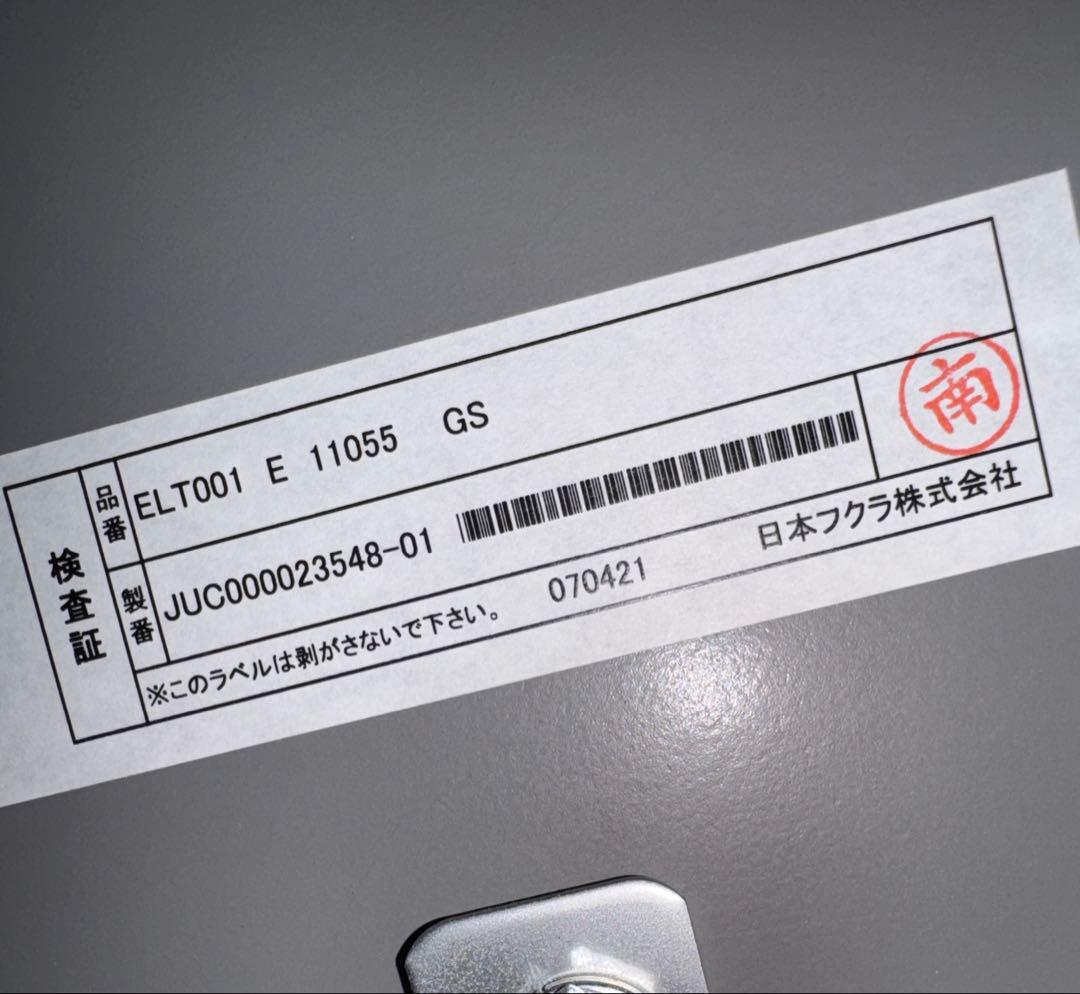 検査証
品番 ELT001 E 11055 GS
製番 JUC000023548-01
南
※このラベルは剥がさないで下さい。 070421 日本フクラ株式会社